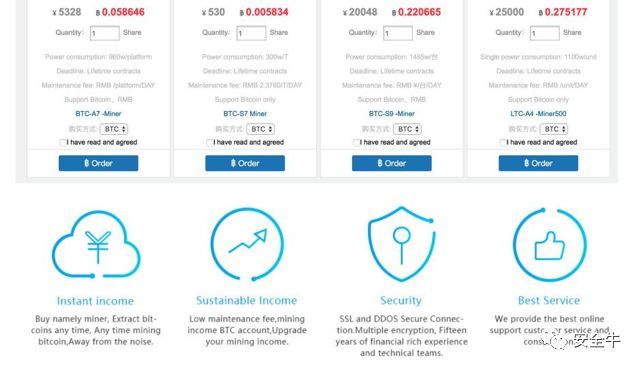 ¥ 5328 ฿ 0.058646
Quantity: 1 Share
Power consumption: 960w/platform
Deadline: Lifetime contracts
Maintenance fee: RMB /platform/DAY
Support Bitcoin、RMB
BTC-A7 -Miner
购买方式: BTC
I have read and agreed
฿ Order
¥ 530 ฿ 0.005834
Quantity: 1 Share
Power consumption: 300w/T
Deadline: Lifetime contracts
Maintenance fee: RMB 2.3760/T/DAY
Support Bitcoin only
BTC-S7 Miner
购买方式: BTC
I have read and agreed
฿ Order
¥ 20048 ฿ 0.220665
Quantity: 1 Share
Power consumption: 1485w/台
Deadline: Lifetime contracts
Maintenance fee: RMB ¥/台/DAY
Support Bitcoin only
BTC-S9 -Miner
购买方式: BTC
I have read and agreed
฿ Order
¥ 25000 ฿ 0.275177
Quantity: 1 Share
Single power consumption: 1100w/unit
Deadline: Lifetime contracts
Maintenance fee: RMB /unit/DAY
Support Bitcoin only
LTC-A4 -Miner500
购买方式: BTC
I have read and agreed
฿ Order
Instant income
Buy namely miner, Extract bit-
coins any time, Any time mining
bitcoin,Away from the noise.
Sustainable Income
Low maintenance fee,mining
income BTC account,Upgrade
your mining income.
Security
SSL and DDOS Secure Connec-
tion.Multiple encryption, Fifteen
years of financial rich experience
and technical teams.
Best Service
We provide the best online
support customer service and
安全牛